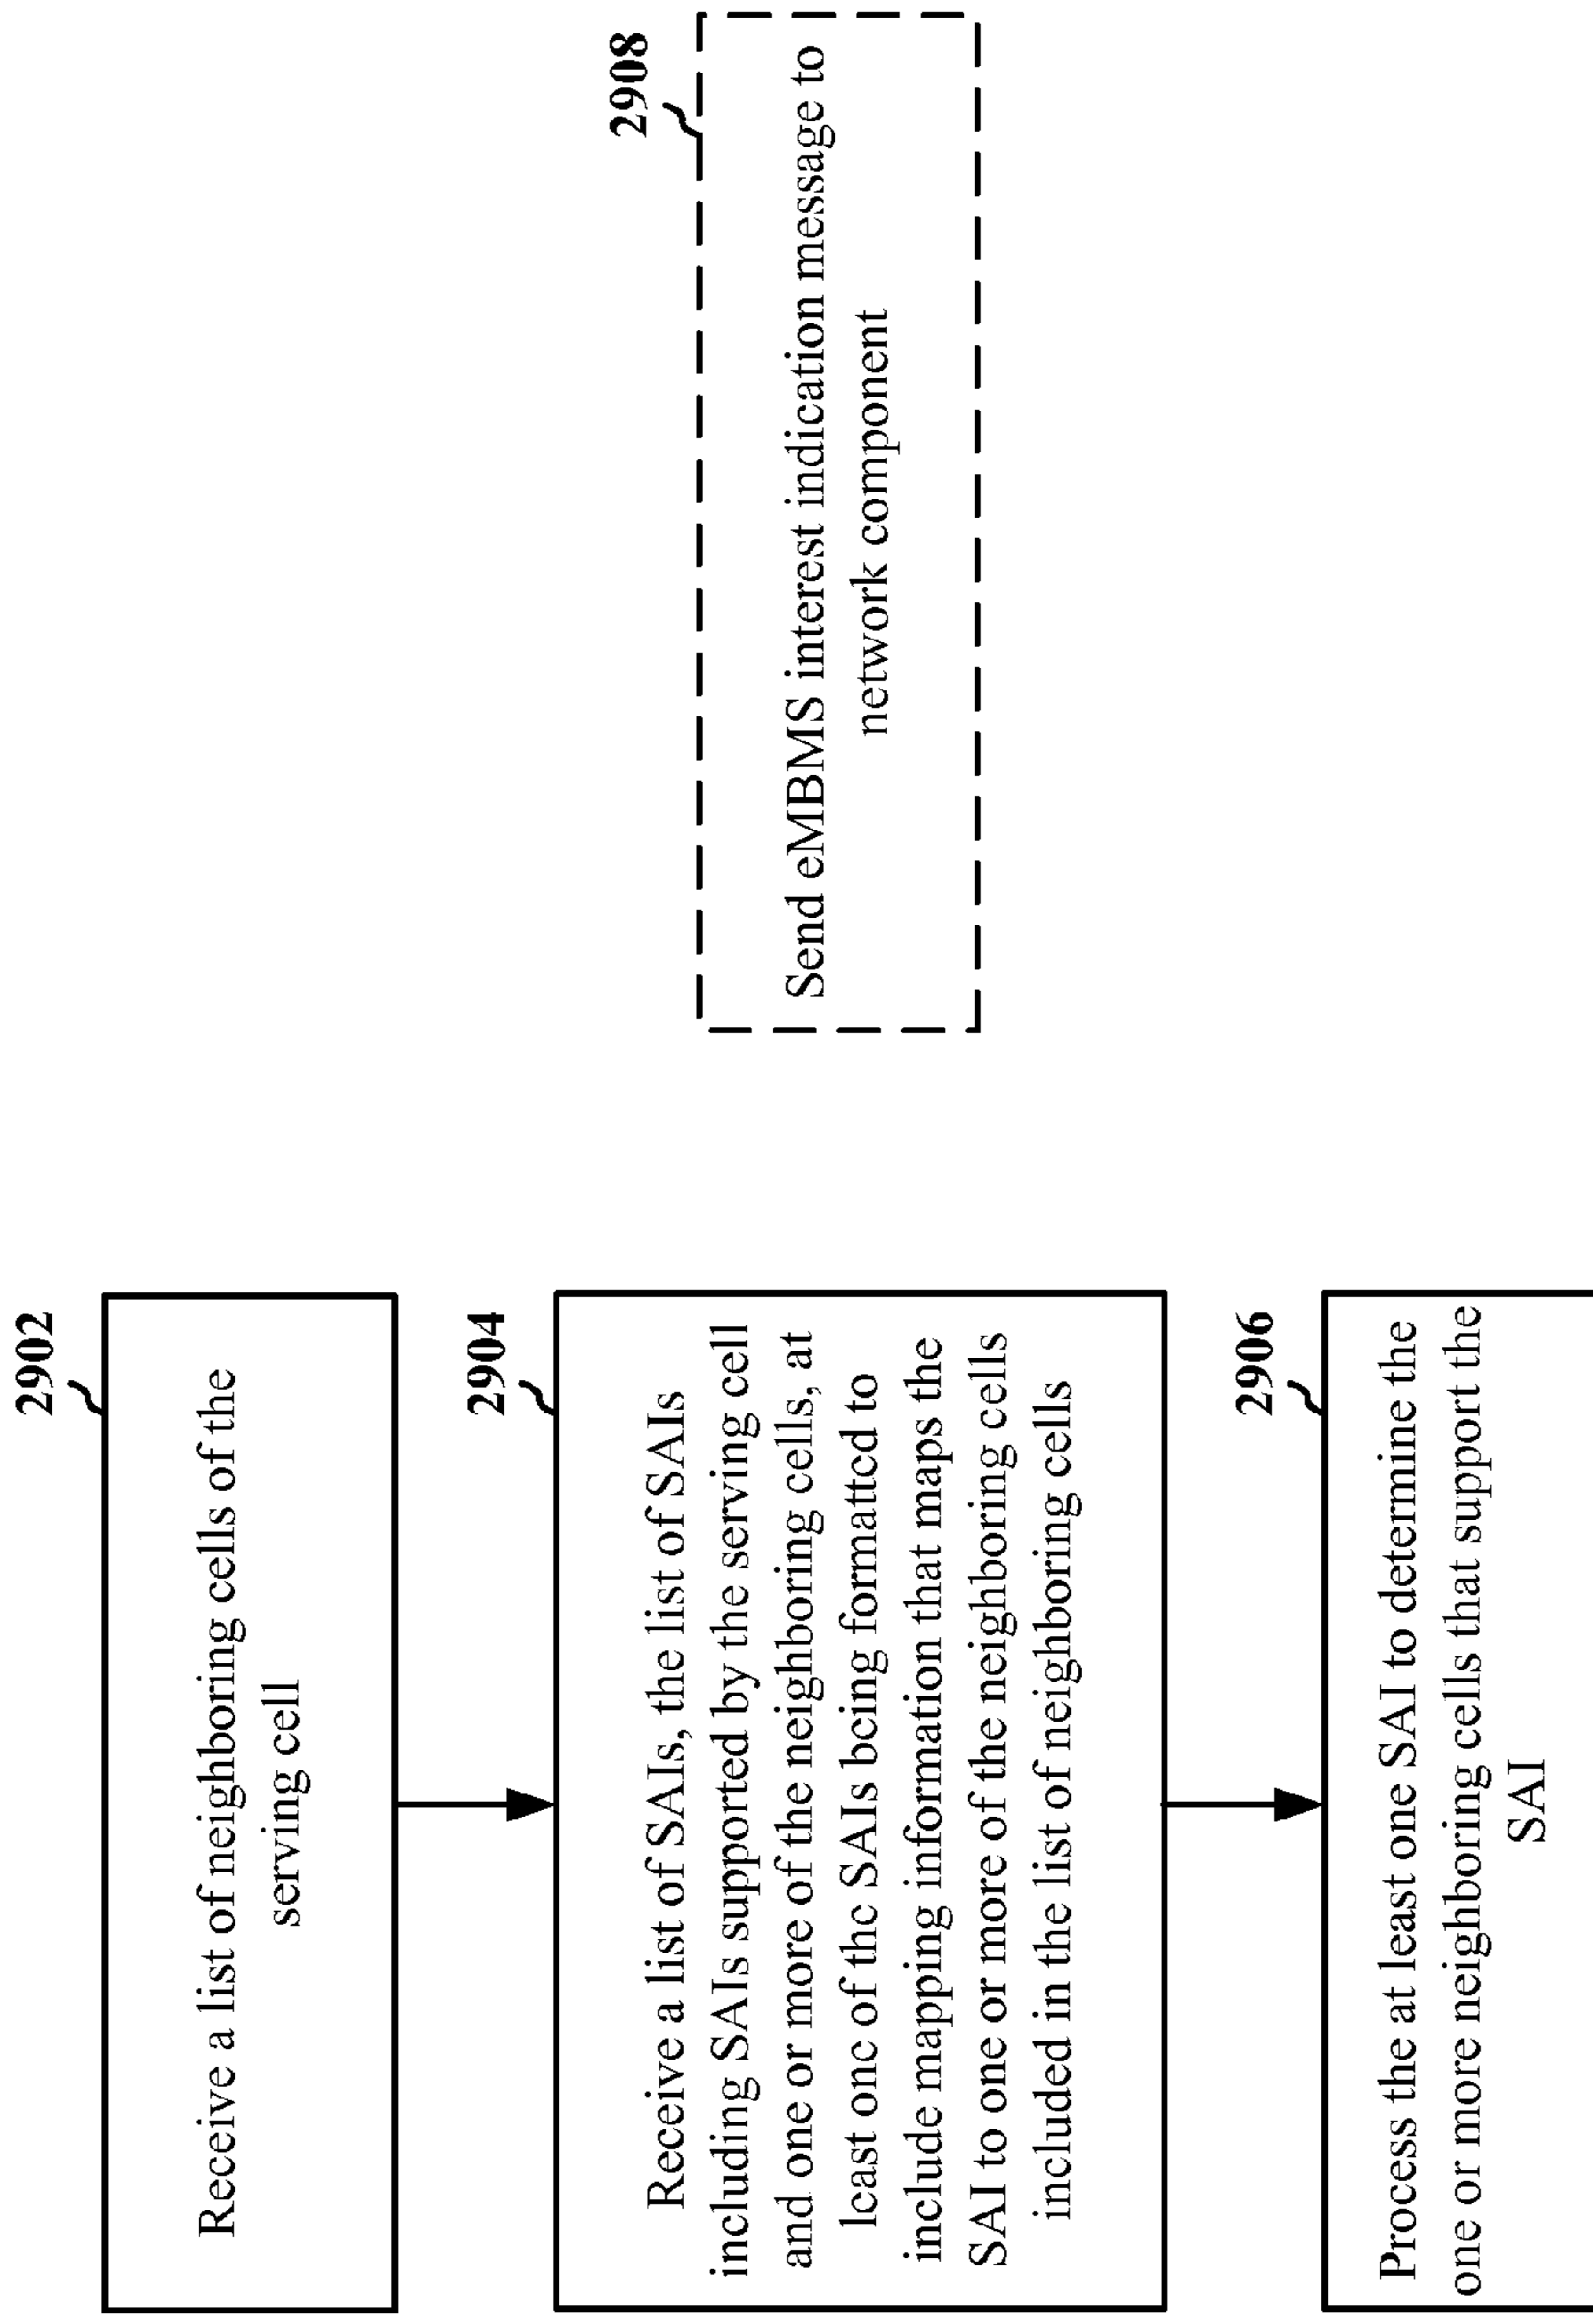 2902
Receive a list of neighboring cells of the
serving cell
2904
Receive a list of SAIs, the list of SAIs
including SAIs supported by the serving cell
and one or more of the neighboring cells, at
least one of the SAIs being formatted to
include mapping information that maps the
SAI to one or more of the neighboring cells
included in the list of neighboring cells
2906
Process the at least one SAI to determine the
one or more neighboring cells that support the
SAI
2908
Send eMBMS interest indication message to
network component